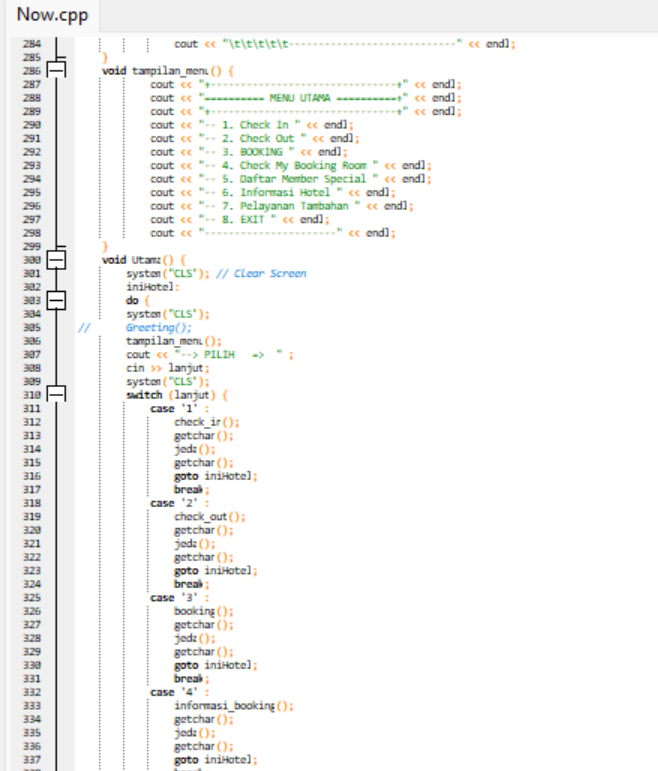 Now.cpp
284 cout << "\t\t\t\t\t----------------------------" << endl;
285 }
286 void tampilan_menu() {
287 cout << "+-------------------------------+" << endl;
288 cout << "========== MENU UTAMA ==========+" << endl;
289 cout << "+-------------------------------+" << endl;
290 cout << "-- 1. Check In " << endl;
291 cout << "-- 2. Check Out " << endl;
292 cout << "-- 3. BOOKING " << endl;
293 cout << "-- 4. Check My Booking Room " << endl;
294 cout << "-- 5. Daftar Member Special " << endl;
295 cout << "-- 6. Informasi Hotel " << endl;
296 cout << "-- 7. Pelayanan Tambahan " << endl;
297 cout << "-- 8. EXIT " << endl;
298 cout << "----------------------" << endl;
299 }
300 void Utama() {
301 system("CLS"); // Clear Screen
302 iniHotel:
303 do {
304 system("CLS");
305 // Greeting();
306 tampilan_menu();
307 cout << "--> PILIH => " ;
308 cin >> lanjut;
309 system("CLS");
310 switch (lanjut) {
311 case '1' :
312 check_in();
313 getchar();
314 jeda();
315 getchar();
316 goto iniHotel;
317 break;
318 case '2' :
319 check_out();
320 getchar();
321 jeda();
322 getchar();
323 goto iniHotel;
324 break;
325 case '3' :
326 booking();
327 getchar();
328 jeda();
329 getchar();
330 goto iniHotel;
331 break;
332 case '4' :
333 informasi_booking();
334 getchar();
335 jeda();
336 getchar();
337 goto iniHotel;